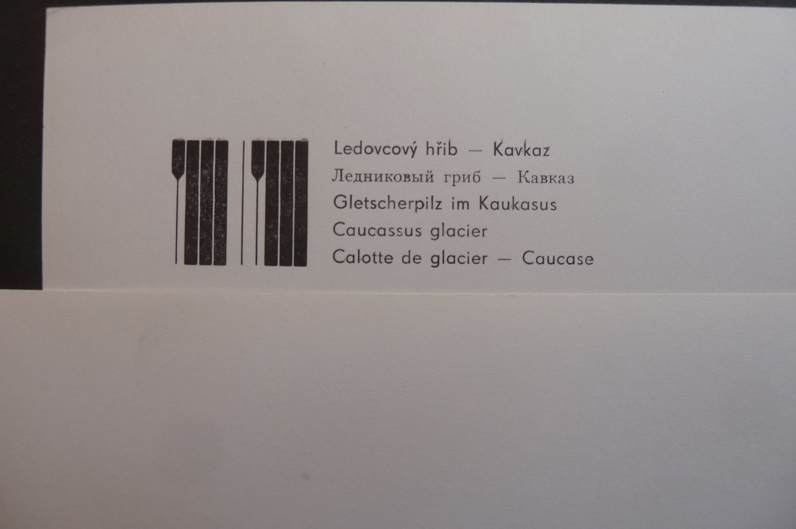 Ledovcový hřib — Kavkaz
Ледниковый гриб — Кавказ
Gletscherpilz im Kaukasus
Caucassus glacier
Calotte de glacier — Caucase